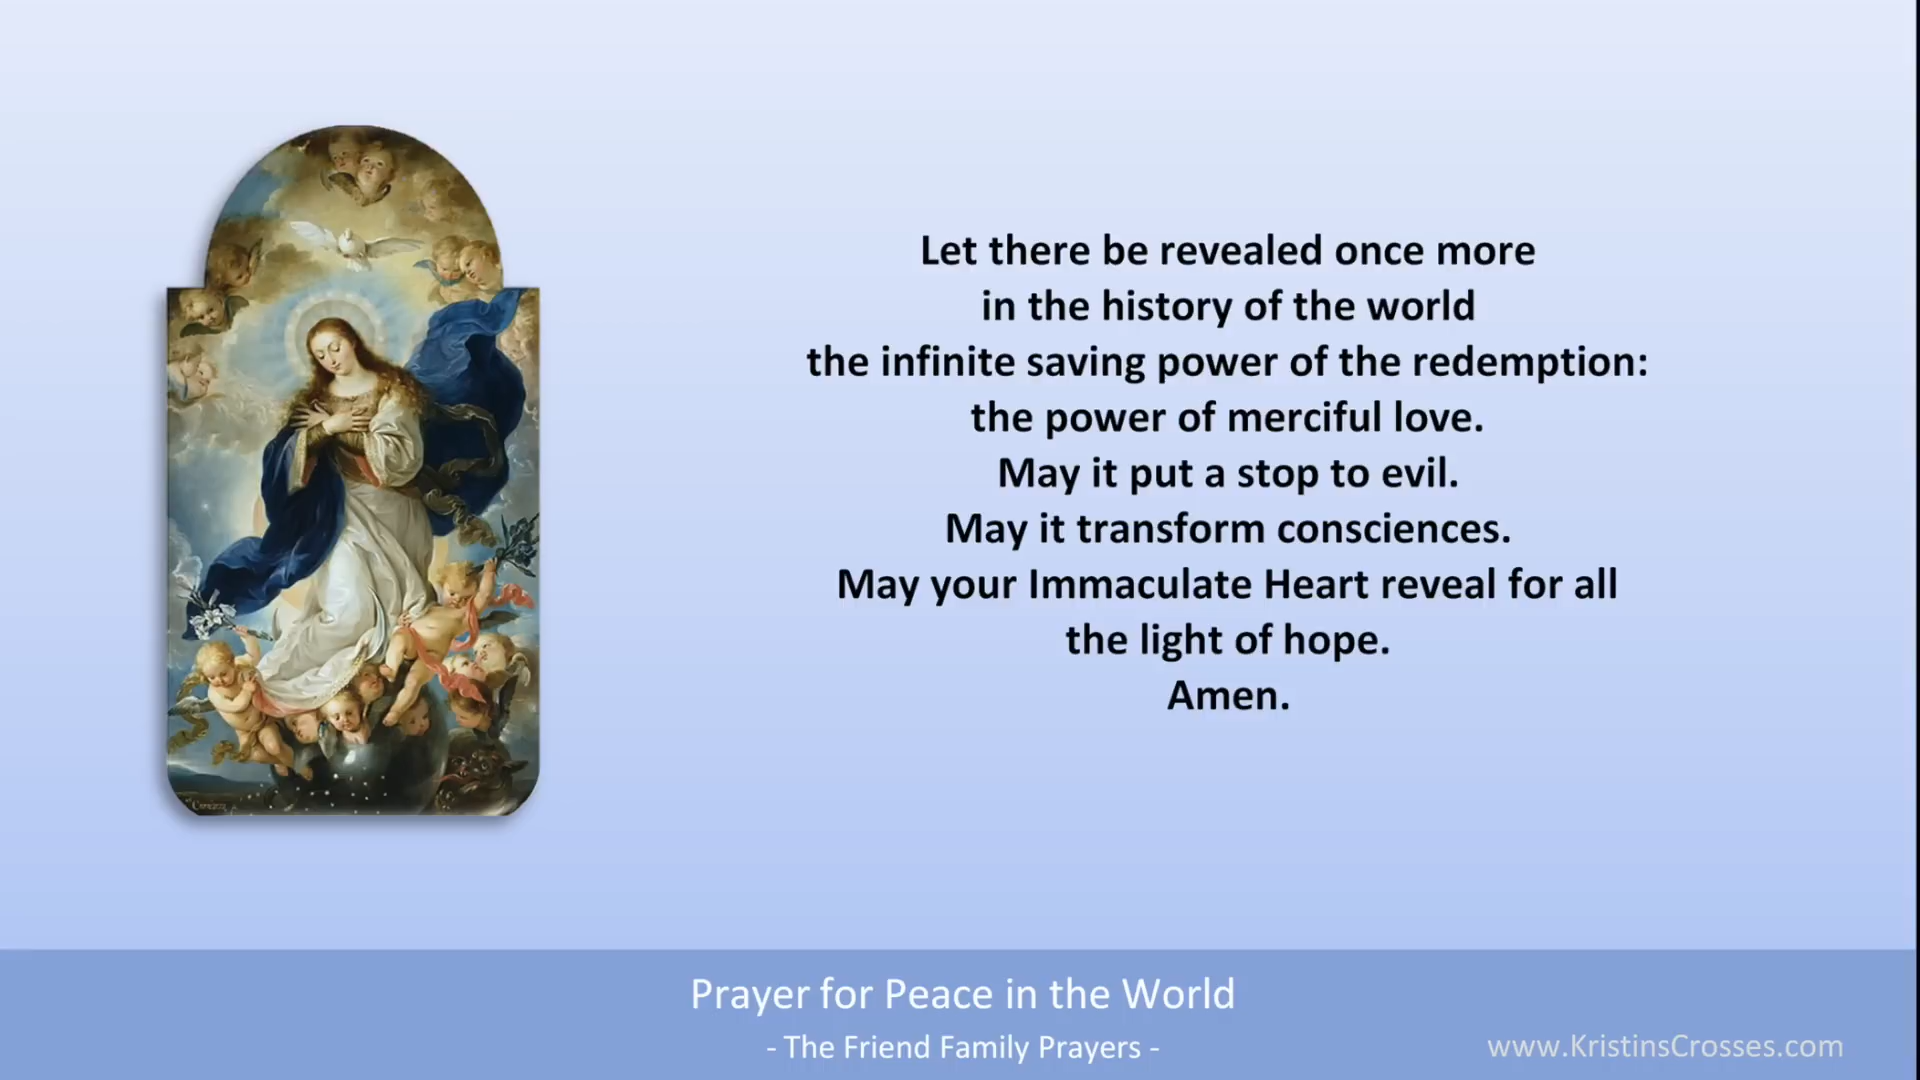 Let there be revealed once more
in the history of the world
the infinite saving power of the redemption:
the power of merciful love.
May it put a stop to evil.
May it transform consciences.
May your Immaculate Heart reveal for all
the light of hope.
Amen.
Prayer for Peace in the World
- The Friend Family Prayers -
www.KristinsCrosses.com